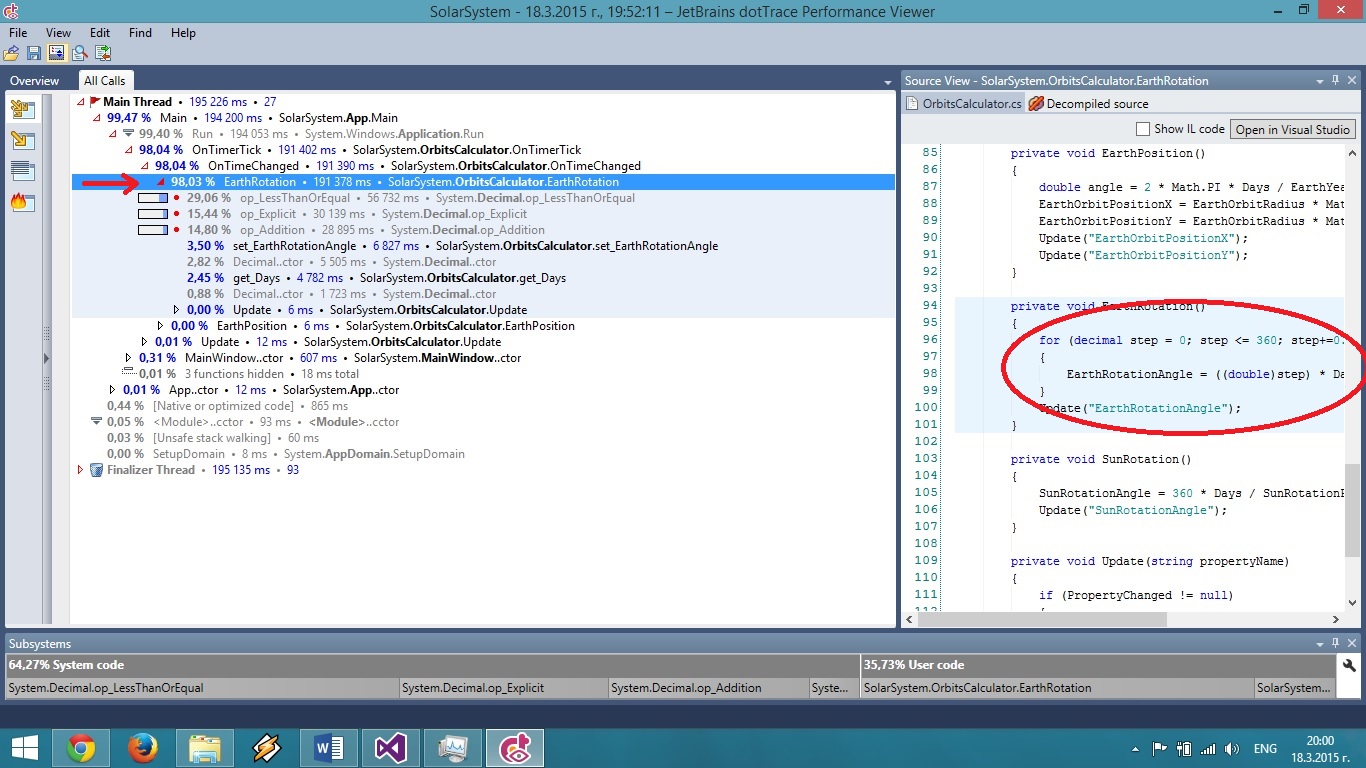 SolarSystem - 18.3.2015 г., 19:52:11 – JetBrains dotTrace Performance Viewer
File View Edit Find Help
Overview All Calls
Main Thread • 195 226 ms • 27
99,47 % Main • 194 200 ms • SolarSystem.App.Main
99,40 % Run • 194 053 ms • System.Windows.Application.Run
98,04 % OnTimerTick • 191 402 ms • SolarSystem.OrbitsCalculator.OnTimerTick
98,04 % OnTimeChanged • 191 390 ms • SolarSystem.OrbitsCalculator.OnTimeChanged
98,03 % EarthRotation • 191 378 ms • SolarSystem.OrbitsCalculator.EarthRotation
29,06 % op_LessThanOrEqual • 56 732 ms • System.Decimal.op_LessThanOrEqual
15,44 % op_Explicit • 30 139 ms • System.Decimal.op_Explicit
14,80 % op_Addition • 28 895 ms • System.Decimal.op_Addition
3,50 % set_EarthRotationAngle • 6 827 ms • SolarSystem.OrbitsCalculator.set_EarthRotationAngle
2,82 % Decimal..ctor • 5 505 ms • System.Decimal..ctor
2,45 % get_Days • 4 782 ms • SolarSystem.OrbitsCalculator.get_Days
0,88 % Decimal..ctor • 1 723 ms • System.Decimal..ctor
0,00 % Update • 6 ms • SolarSystem.OrbitsCalculator.Update
0,00 % EarthPosition • 6 ms • SolarSystem.OrbitsCalculator.EarthPosition
0,01 % Update • 12 ms • SolarSystem.OrbitsCalculator.Update
0,31 % MainWindow..ctor • 607 ms • SolarSystem.MainWindow..ctor
0,01 % 3 functions hidden • 18 ms total
0,01 % App..ctor • 12 ms • SolarSystem.App..ctor
0,44 % [Native or optimized code] • 865 ms
0,05 % <Module>..cctor • 93 ms • <Module>..cctor
0,03 % [Unsafe stack walking] • 60 ms
0,00 % SetupDomain • 8 ms • System.AppDomain.SetupDomain
Finalizer Thread • 195 135 ms • 93
Source View - SolarSystem.OrbitsCalculator.EarthRotation
OrbitsCalculator.cs Decompiled source
Show IL code Open in Visual Studio
85 private void EarthPosition()
86 {
87 double angle = 2 * Math.PI * Days / EarthYea
88 EarthOrbitPositionX = EarthOrbitRadius * Mat
89 EarthOrbitPositionY = EarthOrbitRadius * Mat
90 Update("EarthOrbitPositionX");
91 Update("EarthOrbitPositionY");
92 }
93
94 private void EarthRotation()
95 {
96 for (decimal step = 0; step <= 360; step+=0.
97 {
98 EarthRotationAngle = ((double)step) * Da
99 }
100 Update("EarthRotationAngle");
101 }
102
103 private void SunRotation()
104 {
105 SunRotationAngle = 360 * Days / SunRotationP
106 Update("SunRotationAngle");
107 }
108
109 private void Update(string propertyName)
110 {
111 if (PropertyChanged != null)
112 {
Subsystems
64,27% System code 35,73% User code
System.Decimal.op_LessThanOrEqual System.Decimal.op_Explicit System.Decimal.op_Addition Syste... SolarSystem.OrbitsCalculator.EarthRotation SolarSystem...
ЕНГ
20:00
18.3.2015 г.